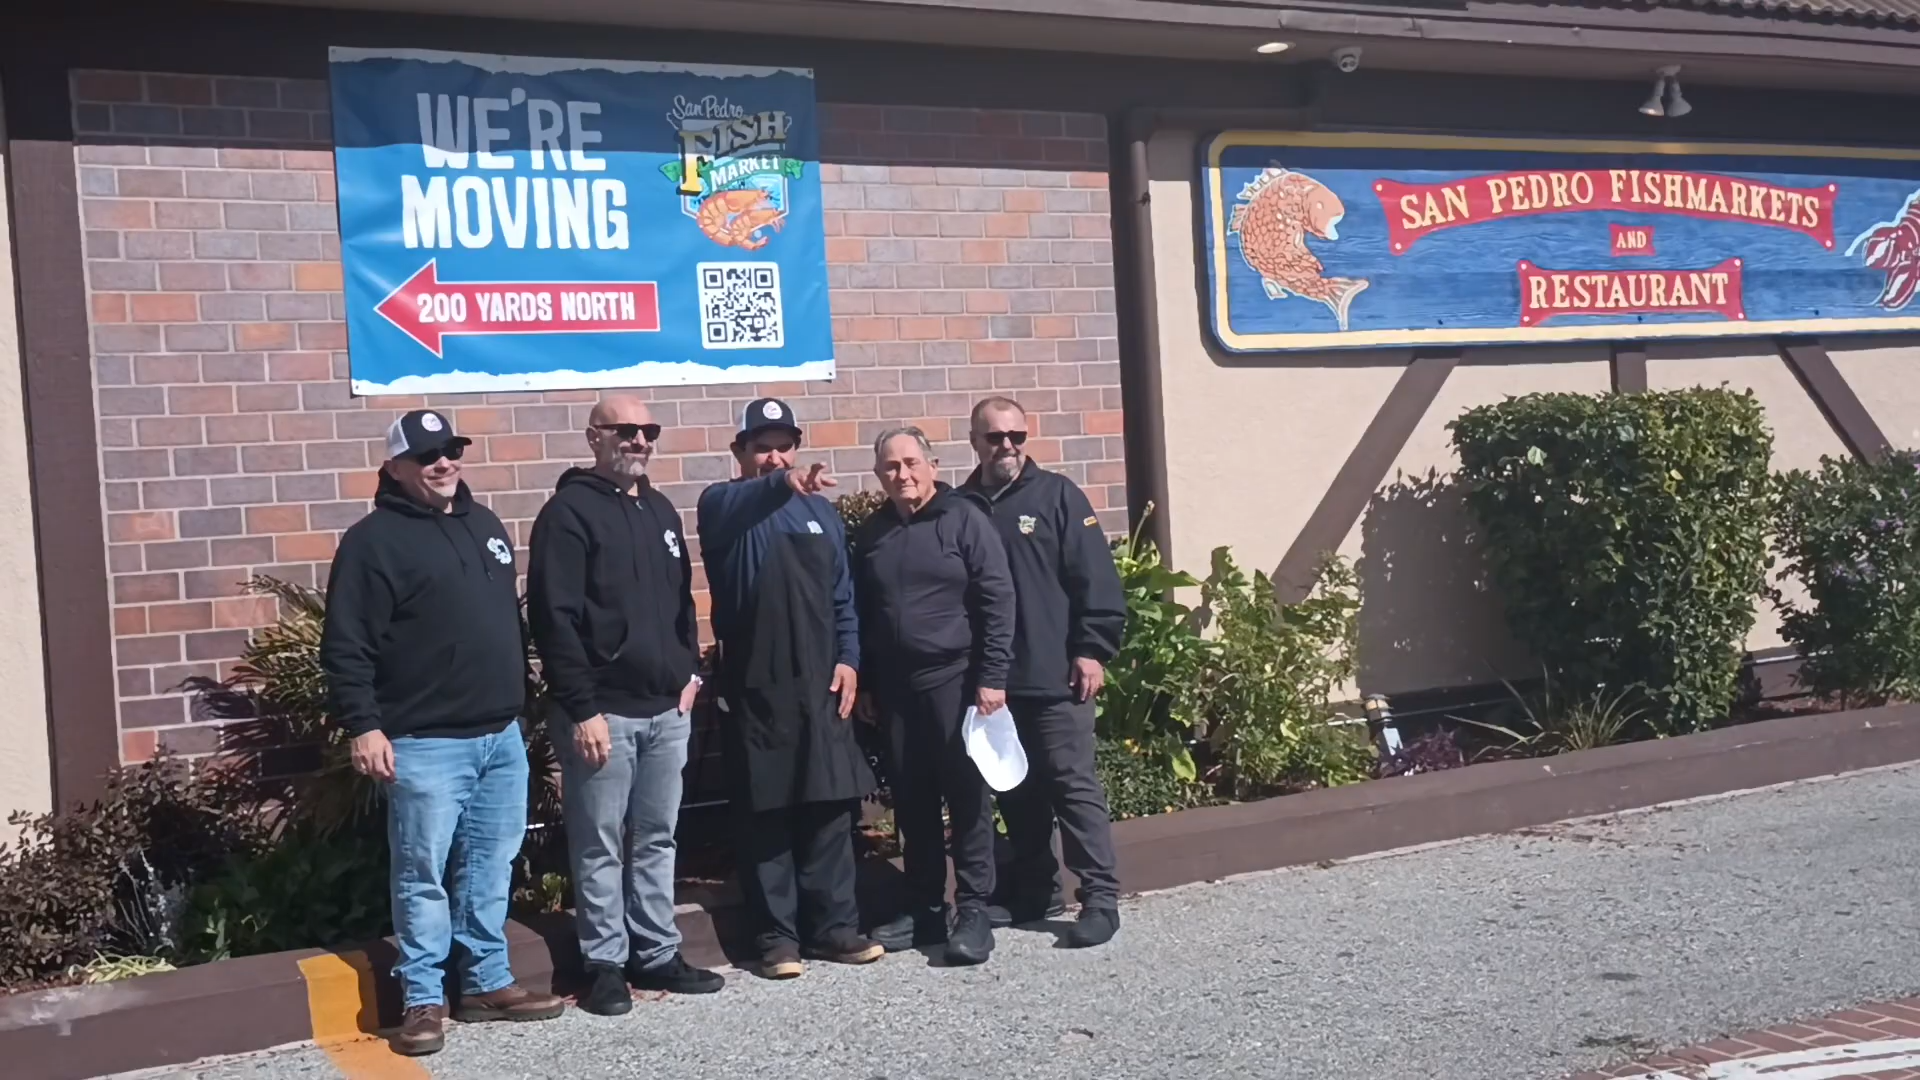 WE'RE
MOVING
200 YARDS NORTH
San Pedro
FISH
MARKET
SAN PEDRO FISHMARKETS
AND
RESTAURANT